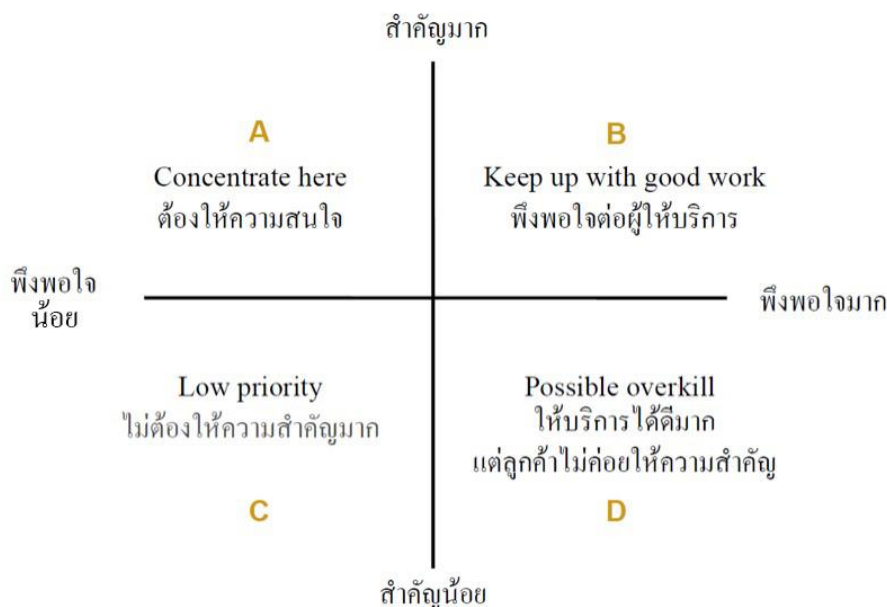 สำคัญมาก
A
Concentrate here
ต้องให้ความสนใจ
B
Keep up with good work
พึงพอใจต่อผู้ให้บริการ
พึงพอใจ
น้อย
พึงพอใจมาก
Low priority
ไม่ต้องให้ความสำคัญมาก
C
Possible overkill
ให้บริการได้ดีมาก
แต่ลูกค้าไม่ค่อยให้ความสำคัญ
D
สำคัญน้อย